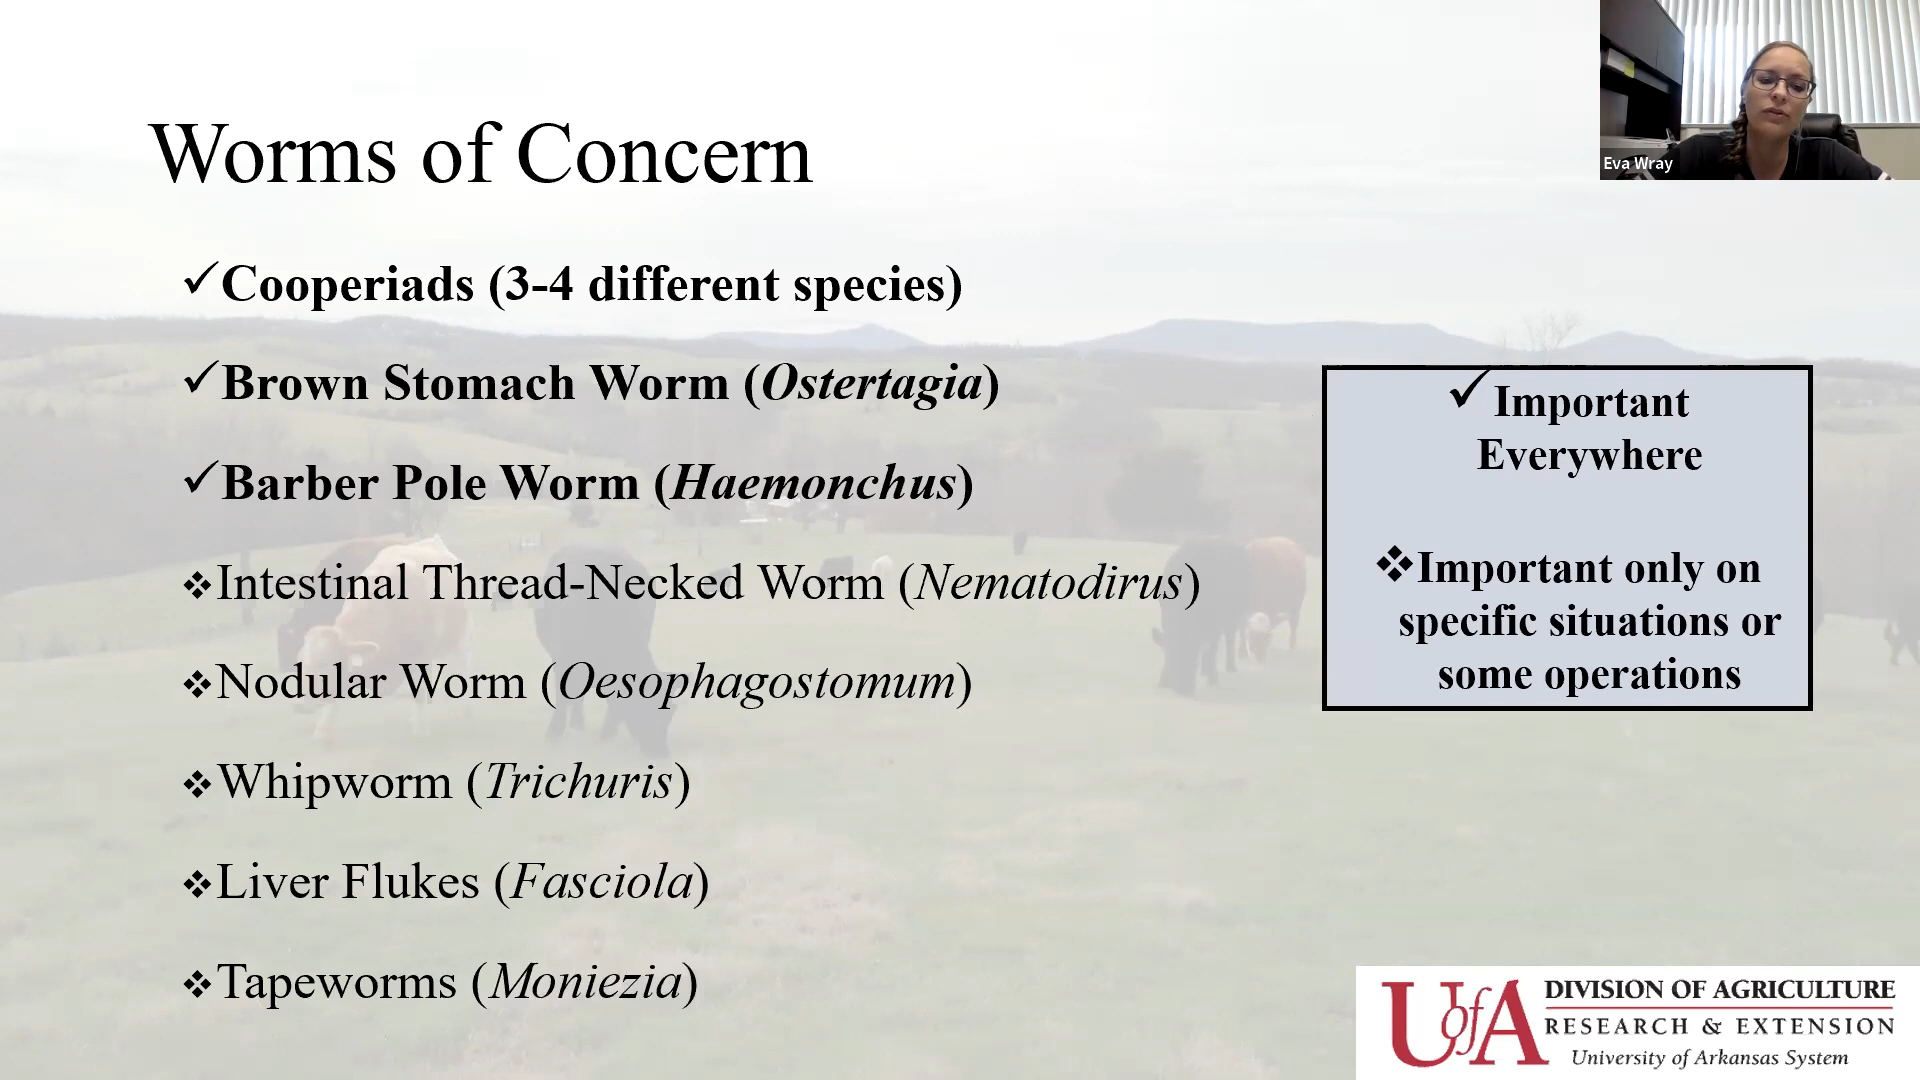 Eva Wray
Worms of Concern
✓Cooperiads (3-4 different species)
✓Brown Stomach Worm (Ostertagia)
✓Barber Pole Worm (Haemonchus)
❖Intestinal Thread-Necked Worm (Nematodirus)
❖Nodular Worm (Oesophagostomum)
❖Whipworm (Trichuris)
❖Liver Flukes (Fasciola)
❖Tapeworms (Moniezia)
✓Important
Everywhere
❖Important only on
specific situations or
some operations
UofA
DIVISION OF AGRICULTURE
RESEARCH & EXTENSION
University of Arkansas System